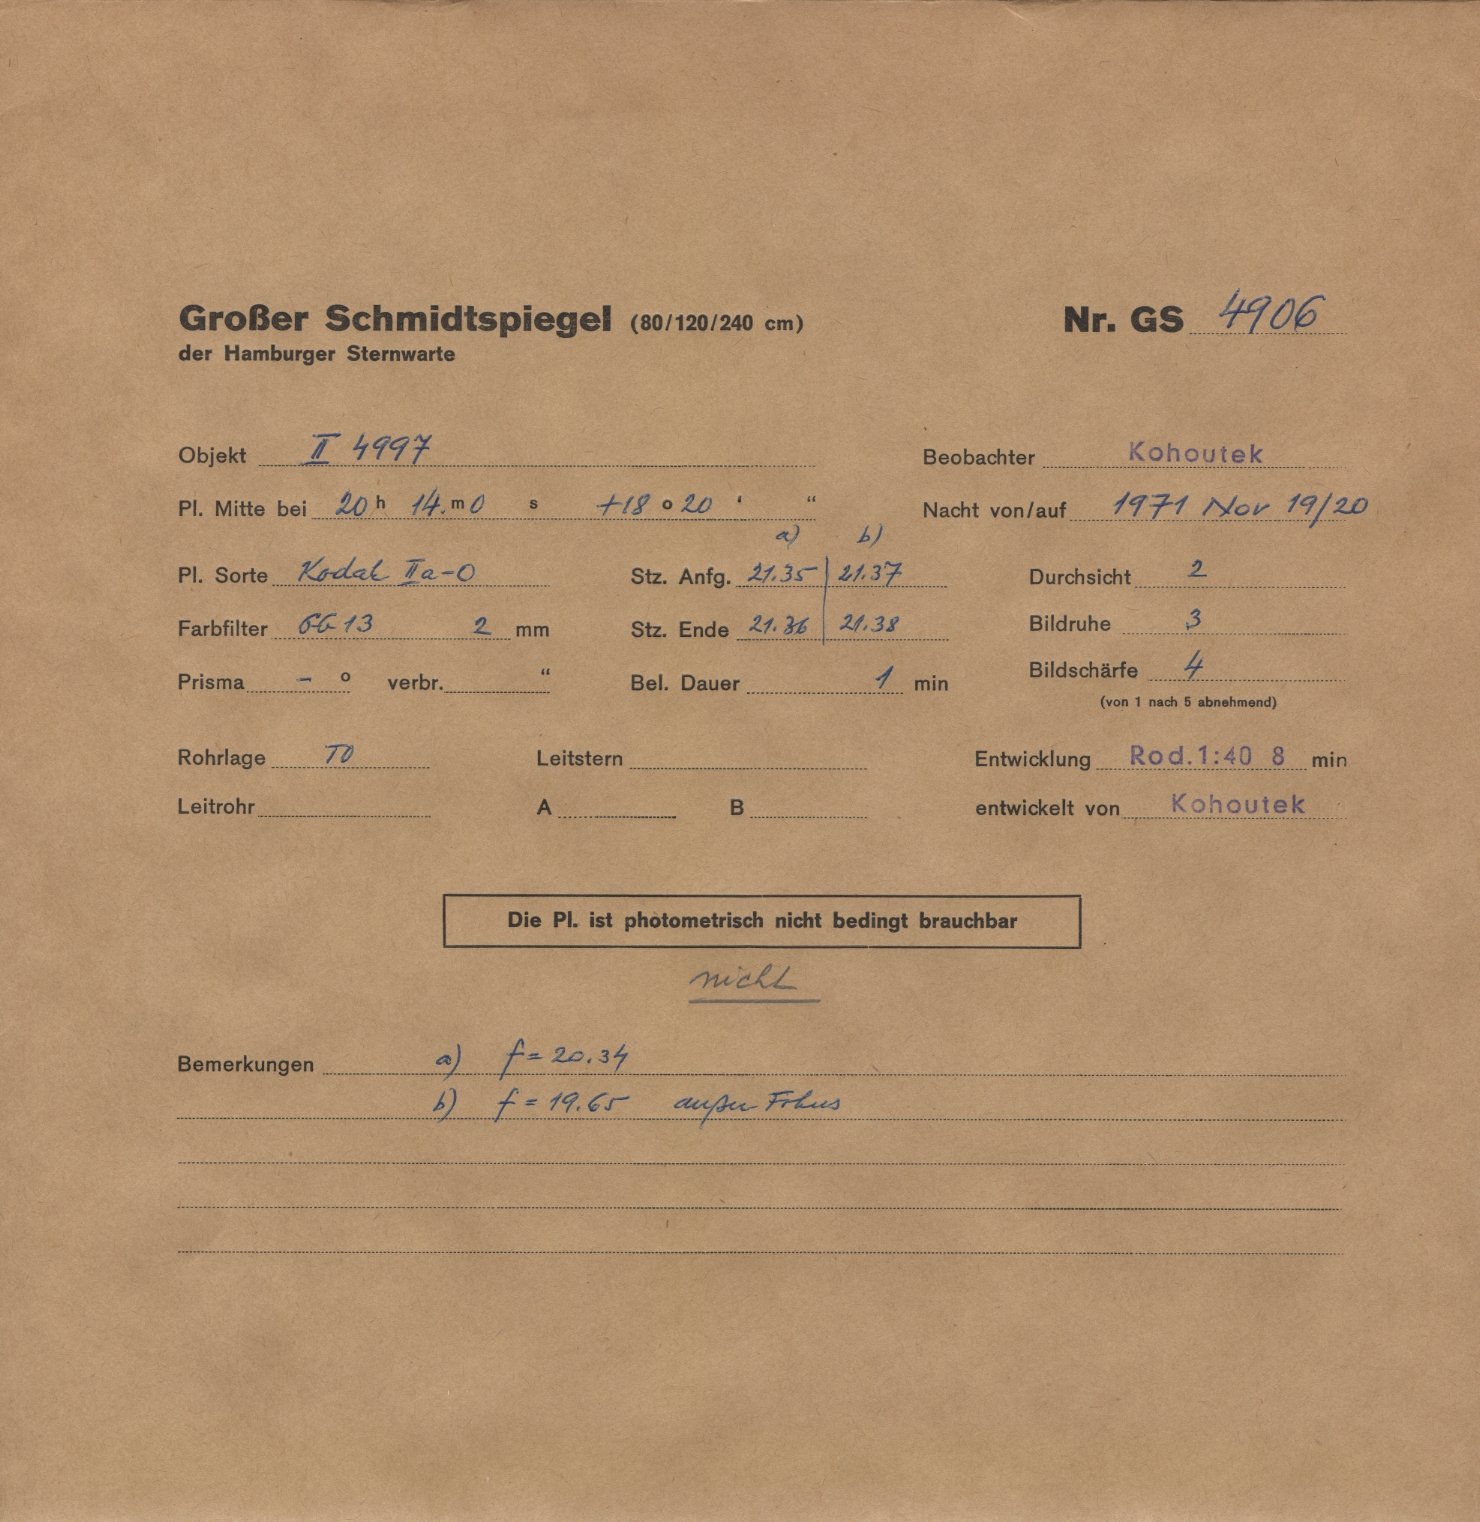 Großer Schmidtspiegel (80/120/240 cm) Nr. GS 4906
der Hamburger Sternwarte
Objekt II 4997 Beobachter Kohoutek
Pl. Mitte bei 20 h 14. m 0 s +18 o 20 ‘ “ Nacht von/auf 1971 Nov 19/20
a) b)
Pl. Sorte Kodak IIa-O Stz. Anfg. 21.35 | 21.37 Durchsicht 2
Farbfilter GG 13 2 mm Stz. Ende 21.36 | 21.38 Bildruhe 3
Prisma – o verbr. “ Bel. Dauer 1 min Bildschärfe 4
(von 1 nach 5 abnehmend)
Rohrlage TO Leitstern Entwicklung Rod.1:40 8 min
Leitrohr A B entwickelt von Kohoutek
Die Pl. ist photometrisch nicht bedingt brauchbar
nicht
Bemerkungen a) f = 20.34
b) f = 19.65 außer Fokus